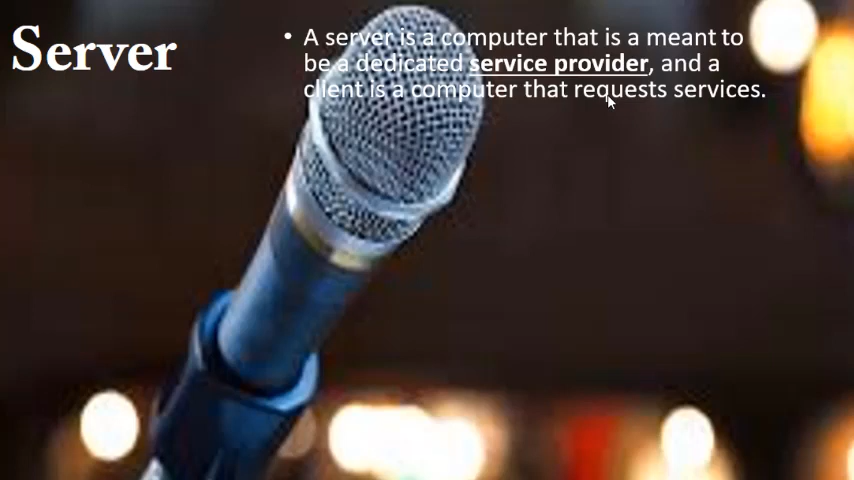 Server
• A server is a computer that is a meant to
be a dedicated service provider, and a
client is a computer that requests services.